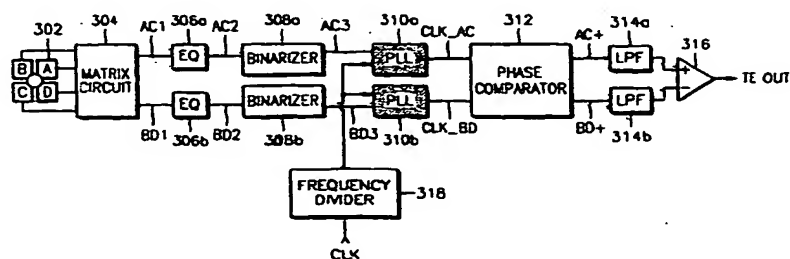 302
304
AC1
306a
AC2
308a
AC3
310a
CLK_AC
312
AC+
314a
316
B
A
C
D
MATRIX
CIRCUIT
EQ
BINARIZER
PLL
PHASE
COMPARATOR
LPF
+
-
TE OUT
EQ
BINARIZER
PLL
LPF
BD1
306b
BD2
308b
BD3
310b
CLK_BD
BD+
314b
FREQUENCY
DIVIDER
318
CLK